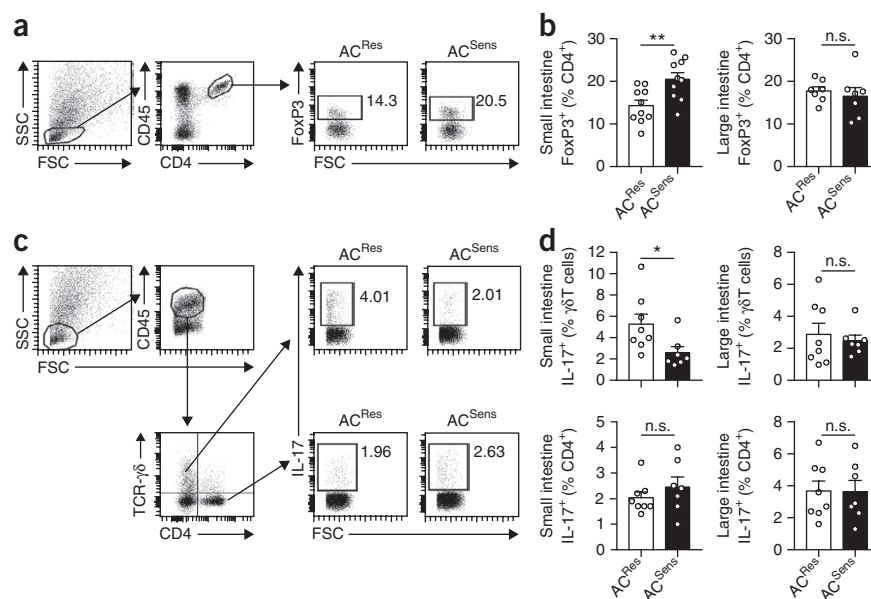 a
SSC
FSC
CD45
CD4
AC^Res
AC^Sens
FoxP3
14.3
20.5
FSC
b
Small intestine
FoxP3⁺ (% CD4⁺)
30
20
10
0
**
AC^Res
AC^Sens
Large intestine
FoxP3⁺ (% CD4⁺)
30
20
10
0
n.s.
AC^Res
AC^Sens
c
SSC
FSC
CD45
TCR-γδ
CD4
AC^Res
AC^Sens
4.01
2.01
IL-17
AC^Res
AC^Sens
1.96
2.63
FSC
d
Small intestine
IL-17⁺ (% γδT cells)
12
10
8
6
4
2
0
*
Large intestine
IL-17⁺ (% γδT cells)
8
6
4
2
0
n.s.
Small intestine
IL-17⁺ (% CD4⁺)
5
4
3
2
1
0
n.s.
AC^Res
AC^Sens
Large intestine
IL-17⁺ (% CD4⁺)
8
6
4
2
0
n.s.
AC^Res
AC^Sens